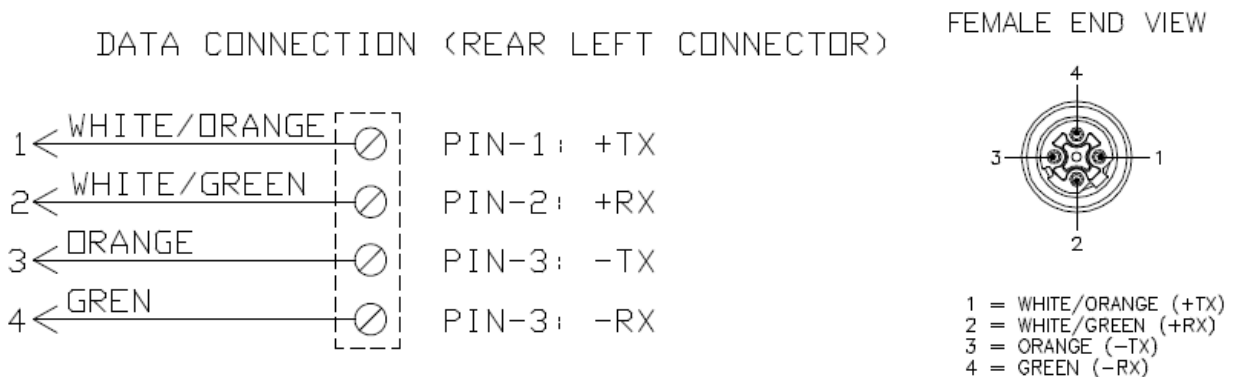 DATA CONNECTION (REAR LEFT CONNECTOR)
1 WHITE/ORANGE PIN-1: +TX
2 WHITE/GREEN PIN-2: +RX
3 ORANGE PIN-3: -TX
4 GREN PIN-3: -RX
FEMALE END VIEW
4
3 1
2
1 = WHITE/ORANGE (+TX)
2 = WHITE/GREEN (+RX)
3 = ORANGE (-TX)
4 = GREEN (-RX)